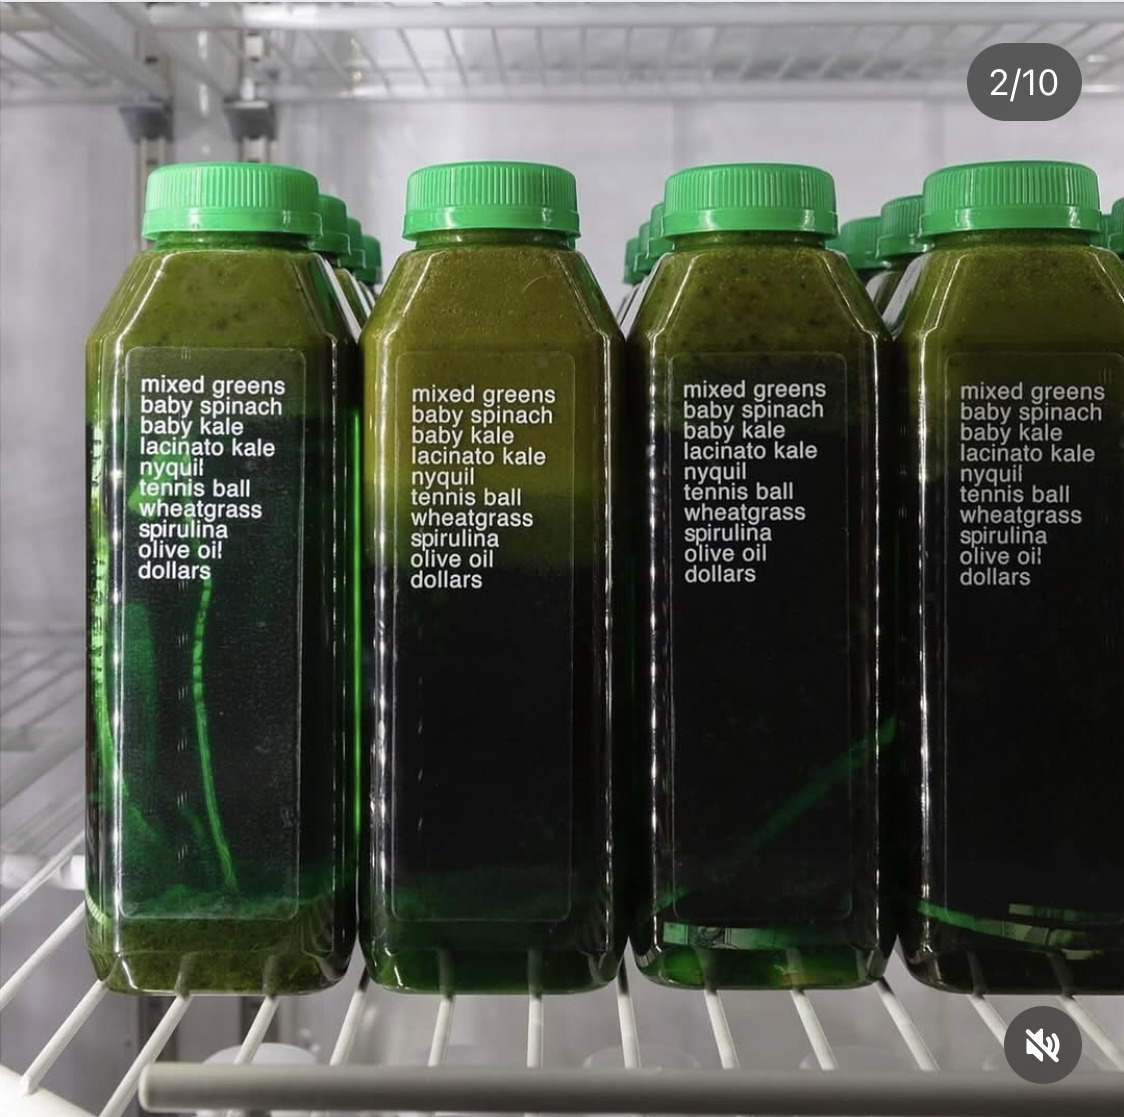 2/10
mixed greens
baby spinach
baby kale
lacinato kale
nyquil
tennis ball
wheatgrass
spirulina
olive oil
dollars
mixed greens
baby spinach
baby kale
lacinato kale
nyquil
tennis ball
wheatgrass
spirulina
olive oil
dollars
mixed greens
baby spinach
baby kale
lacinato kale
nyquil
tennis ball
wheatgrass
spirulina
olive oil
dollars
mixed greens
baby spinach
baby kale
lacinato kale
nyquil
tennis ball
wheatgrass
spirulina
olive oil
dollars